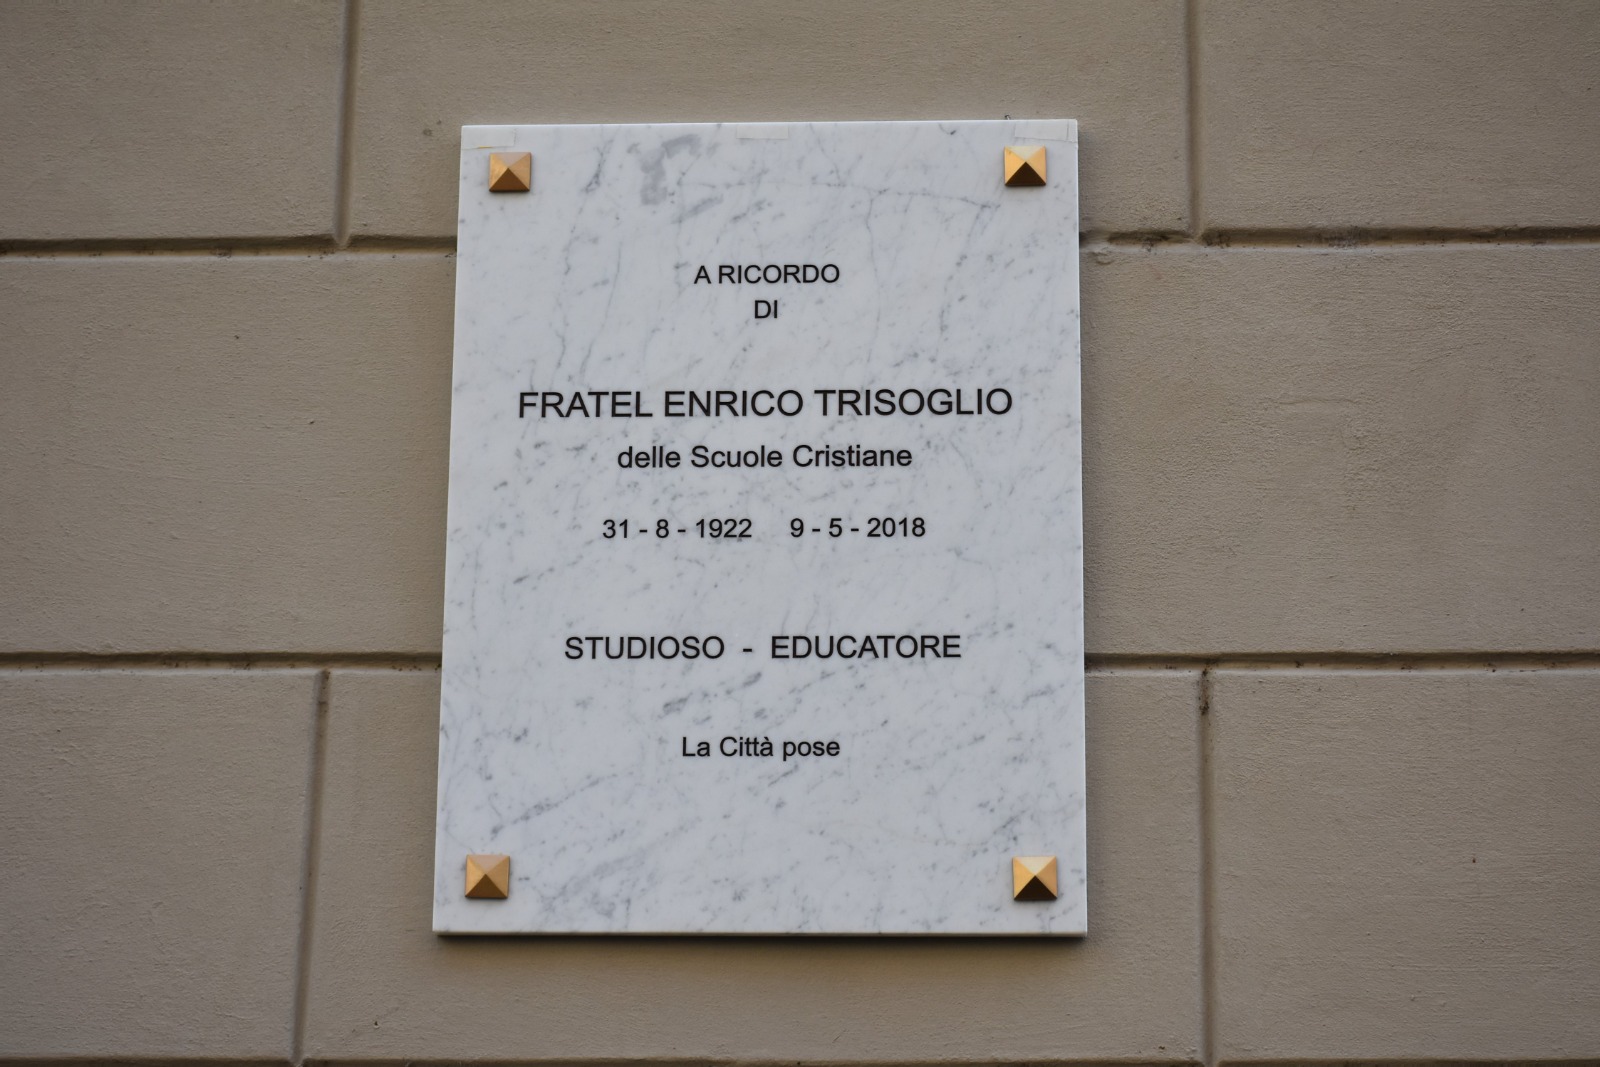 A RICORDO
DI
FRATEL ENRICO TRISOGLIO
delle Scuole Cristiane
31 - 8 - 1922 9 - 5 - 2018
STUDIOSO - EDUCATORE
La Città pose